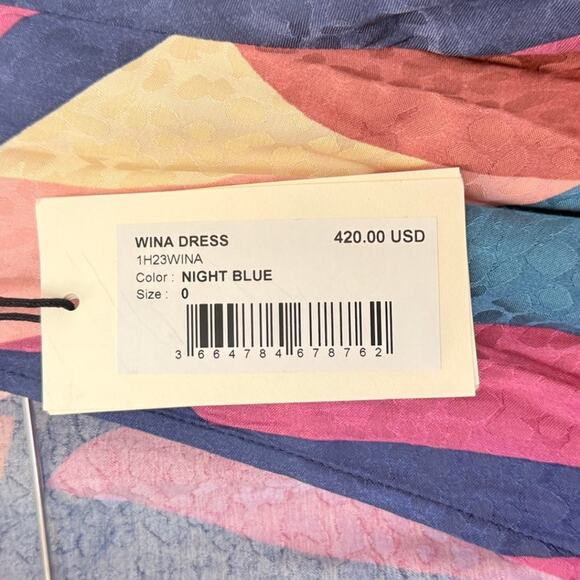 WINA DRESS 420.00 USD
1H23WINA
Color : NIGHT BLUE
Size : 0
3 664784 678762